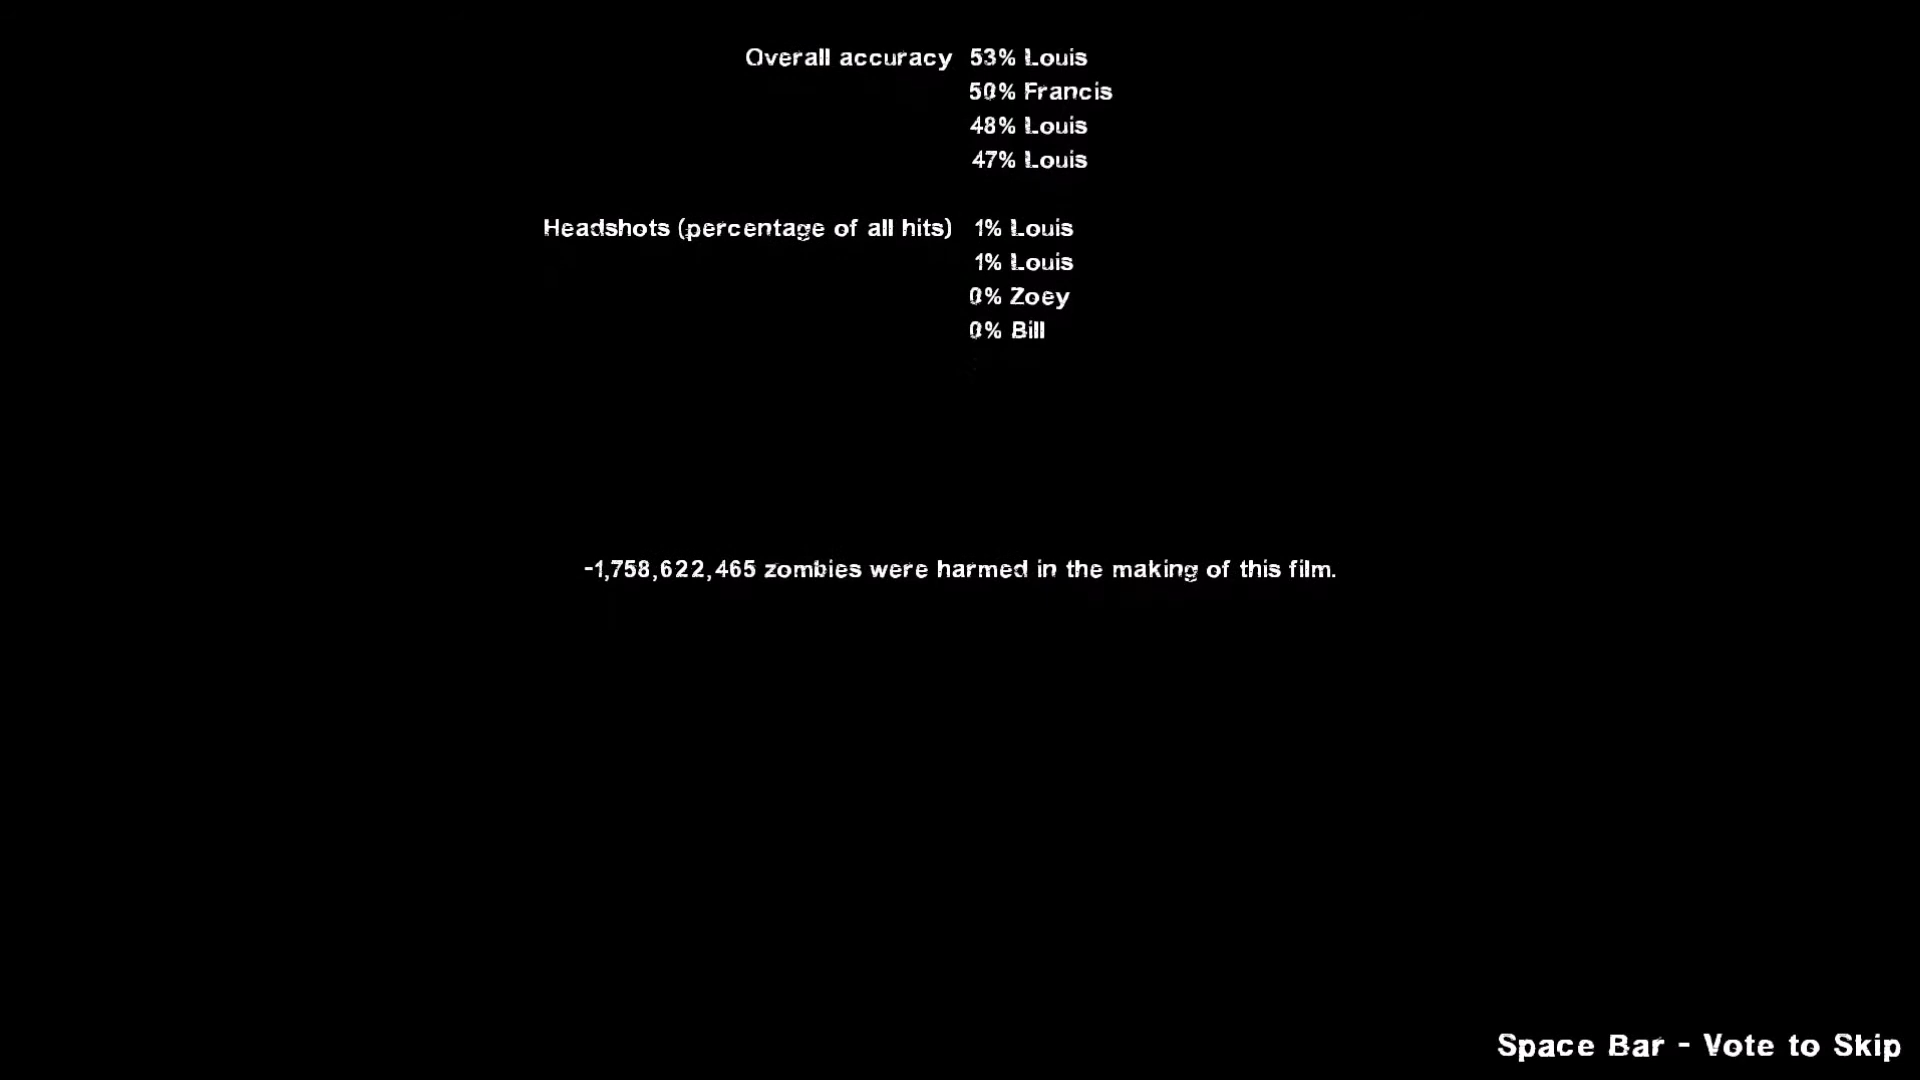 Overall accuracy 53% Louis
50% Francis
48% Louis
47% Louis
Headshots (percentage of all hits) 1% Louis
1% Louis
0% Zoey
0% Bill
-1,758,622,465 zombies were harmed in the making of this film.
Space Bar - Vote to Skip